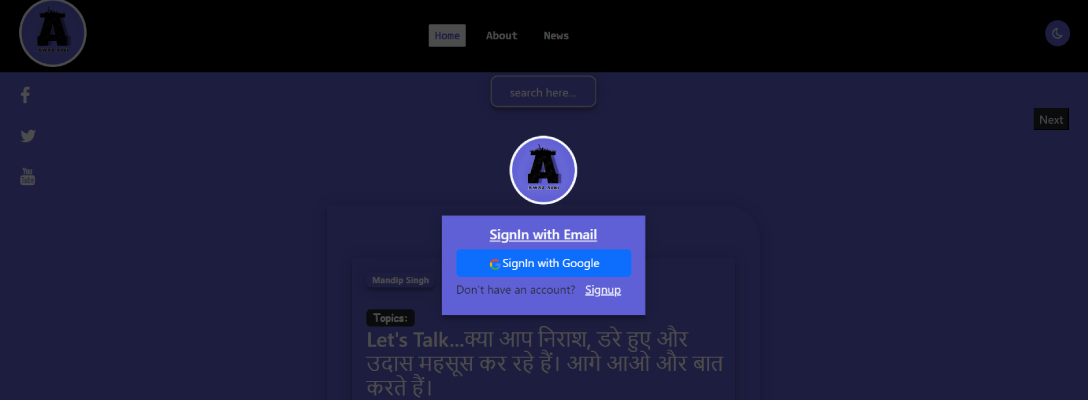 Home About News
search here...
Next
SignIn with Email
SignIn with Google
Don't have an account? Signup
Mandip Singh
Topics:
Let's Talk...क्या आप निराश, डरे हुए और
उदास महसूस कर रहे हैं। आगे आओ और बात
करते हैं।